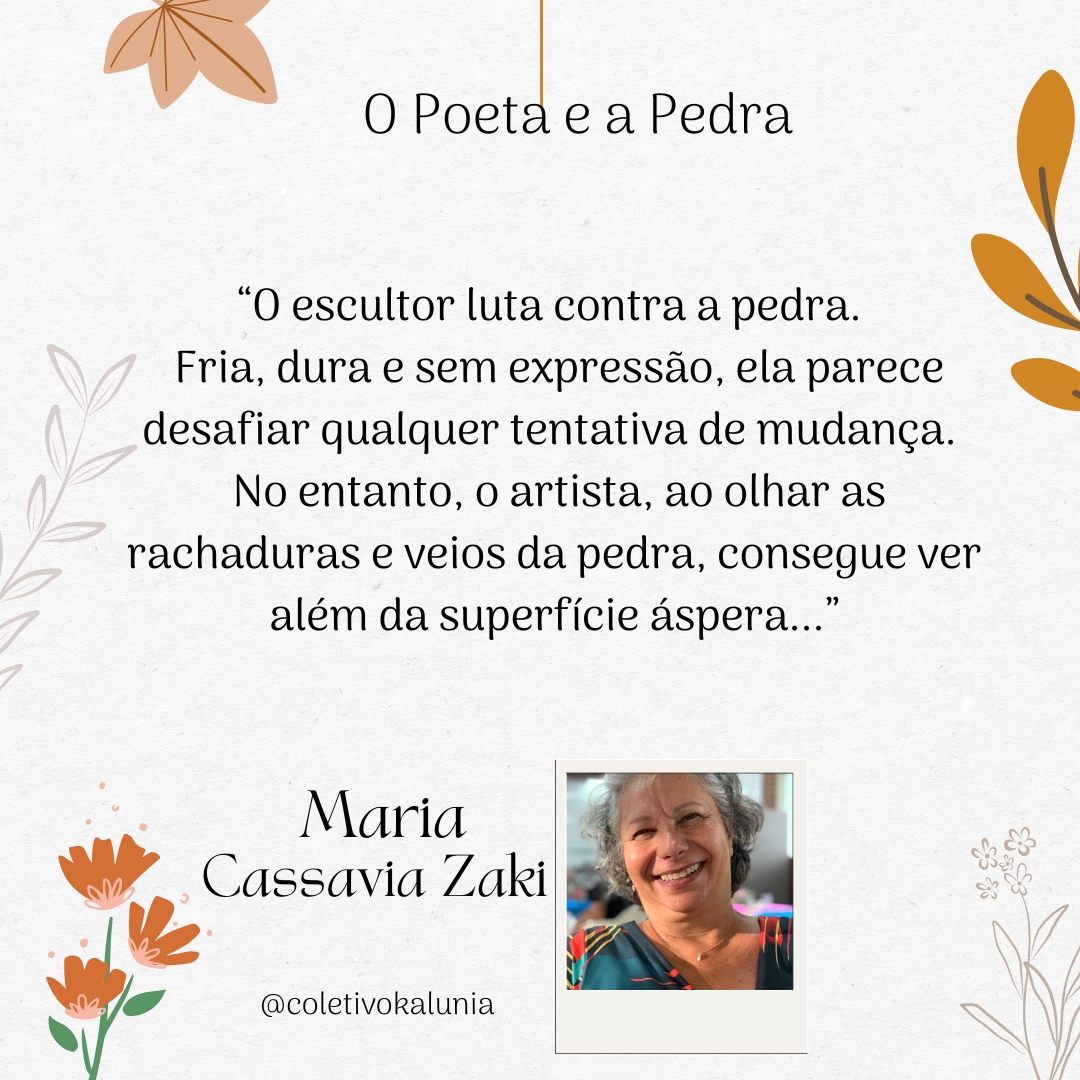 O Poeta e a Pedra
“O escultor luta contra a pedra.
Fria, dura e sem expressão, ela parece
desafiar qualquer tentativa de mudança.
No entanto, o artista, ao olhar as
rachaduras e veios da pedra, consegue ver
além da superfície áspera...”
Maria
Cassavia Zaki
@coletivokalunia